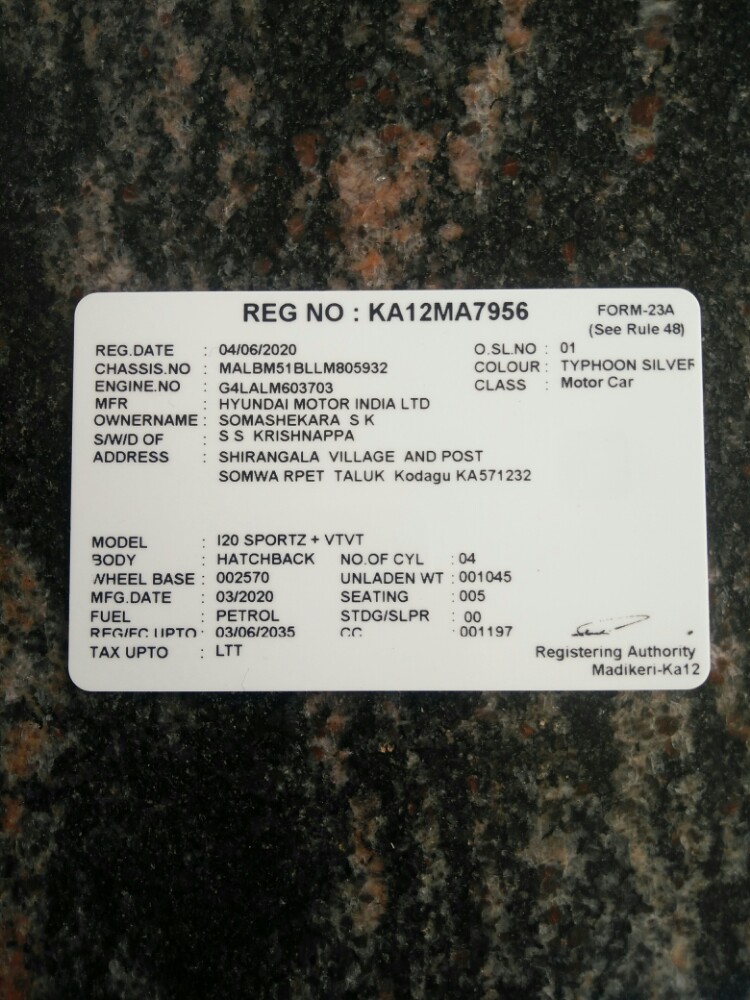 REG NO : KA12MA7956
FORM-23A
(See Rule 48)
REG.DATE : 04/06/2020 O.SL.NO : 01
CHASSIS.NO : MALBM51BLLM805932 COLOUR : TYPHOON SILVER
ENGINE.NO : G4LALM603703 CLASS : Motor Car
MFR : HYUNDAI MOTOR INDIA LTD
OWNERNAME : SOMASHEKARA S K
S/W/D OF : S S KRISHNAPPA
ADDRESS : SHIRANGALA VILLAGE AND POST
SOMWA RPET TALUK Kodagu KA571232
MODEL : I20 SPORTZ + VTVT
BODY : HATCHBACK NO.OF CYL : 04
WHEEL BASE : 002570 UNLADEN WT : 001045
MFG.DATE : 03/2020 SEATING : 005
FUEL : PETROL STDG/SLPR : 00
REG/FC UPTO : 03/06/2035 CC : 001197
TAX UPTO : LTT
Registering Authority
Madikeri-Ka12